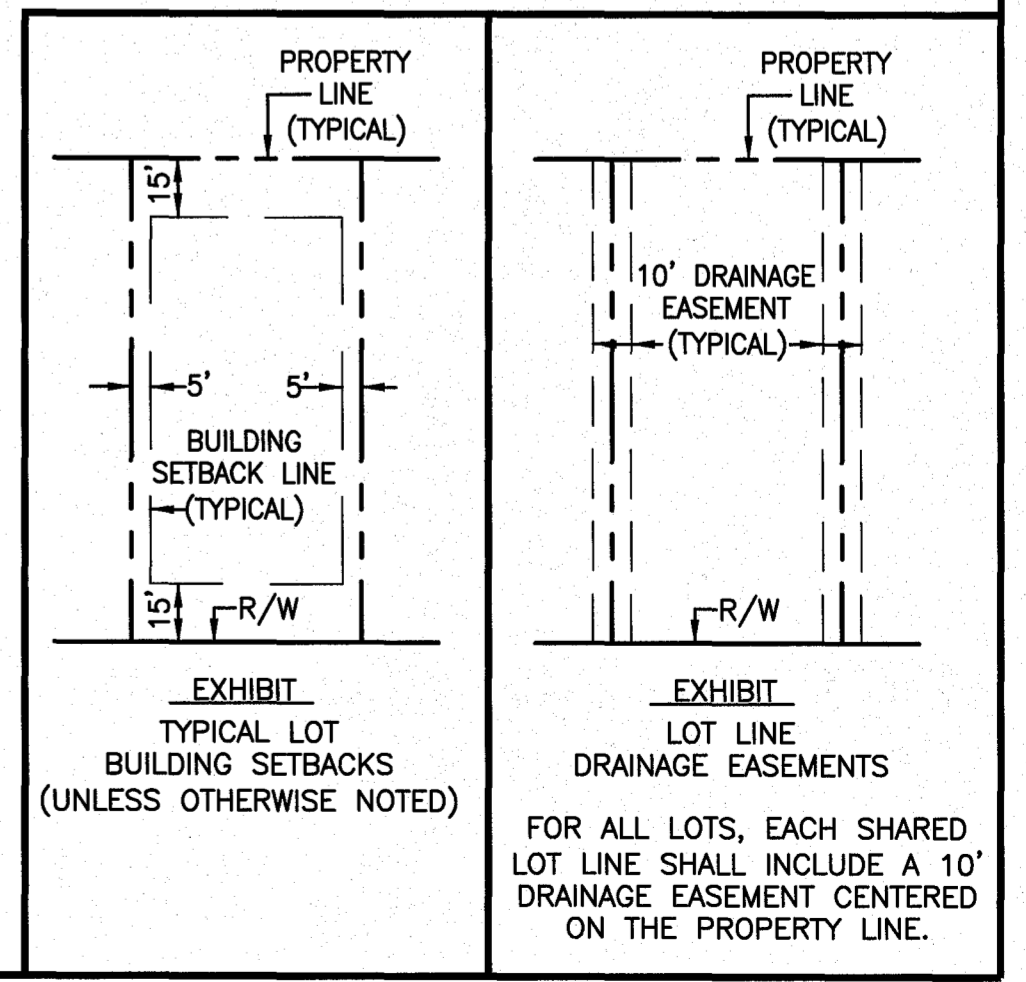 PROPERTY
LINE
(TYPICAL)
15'
5' 5'
BUILDING
SETBACK LINE
(TYPICAL)
15'
R/W
EXHIBIT
TYPICAL LOT
BUILDING SETBACKS
(UNLESS OTHERWISE NOTED)
PROPERTY
LINE
(TYPICAL)
10' DRAINAGE
EASEMENT
(TYPICAL)
R/W
EXHIBIT
LOT LINE
DRAINAGE EASEMENTS
FOR ALL LOTS, EACH SHARED
LOT LINE SHALL INCLUDE A 10'
DRAINAGE EASEMENT CENTERED
ON THE PROPERTY LINE.